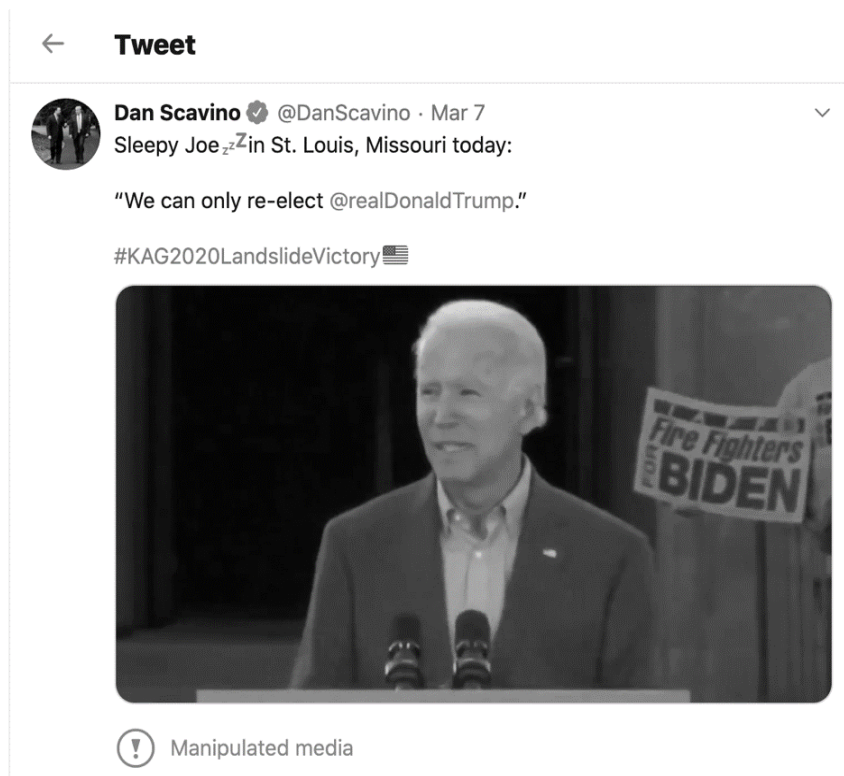 Tweet
Dan Scavino @DanScavino · Mar 7
Sleepy Joe zzZ in St. Louis, Missouri today:
“We can only re-elect @realDonaldTrump.”
#KAG2020LandslideVictory
Fire Fighters
FOR
BIDEN
Manipulated media